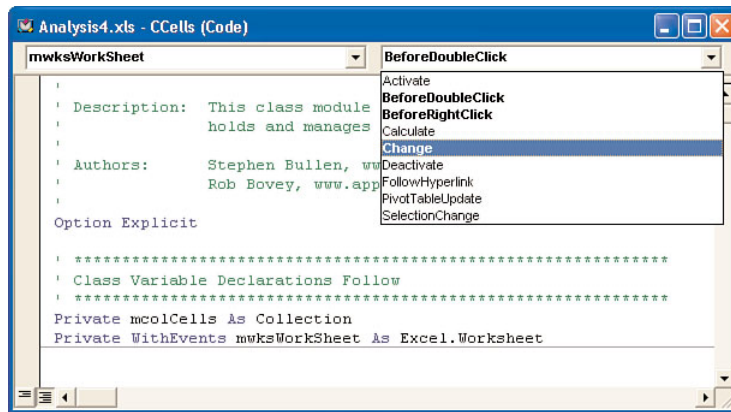 Analysis4.xls - CCells (Code)
mwksWorkSheet
BeforeDoubleClick
Activate
BeforeDoubleClick
BeforeRightClick
Calculate
Change
Deactivate
FollowHyperlink
PivotTableUpdate
SelectionChange
'
' Description: This class module
' holds and manages
'
' Authors: Stephen Bullen, ww
' Rob Bovey, www.app
'
Option Explicit
' **************************************************************
' Class Variable Declarations Follow
' **************************************************************
Private mcolCells As Collection
Private WithEvents mwksWorkSheet As Excel.Worksheet